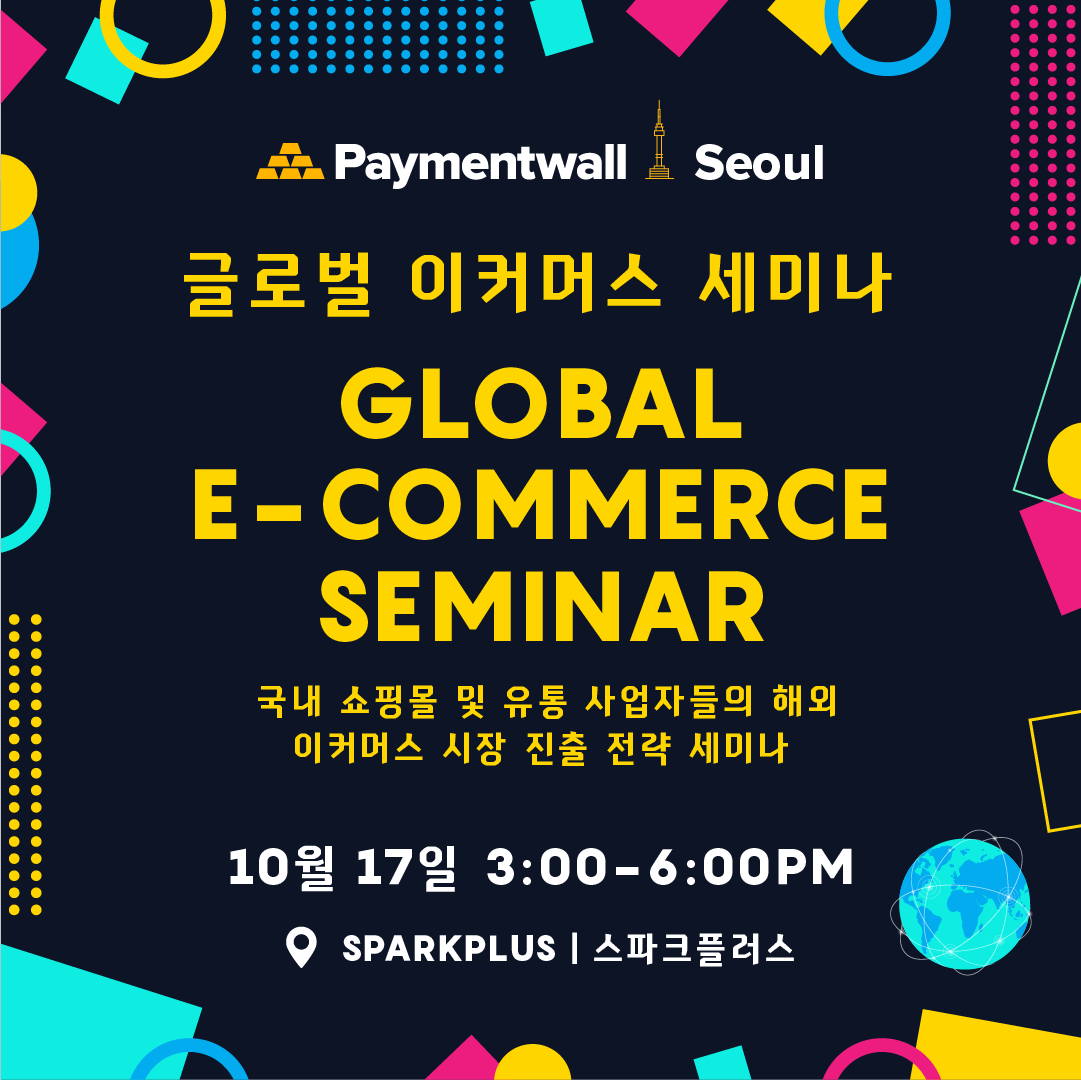 Paymentwall Seoul
글로벌 이커머스 세미나
GLOBAL
E-COMMERCE
SEMINAR
국내 쇼핑몰 및 유통 사업자들의 해외
이커머스 시장 진출 전략 세미나
10월 17일 3:00-6:00PM
SPARKPLUS | 스파크플러스